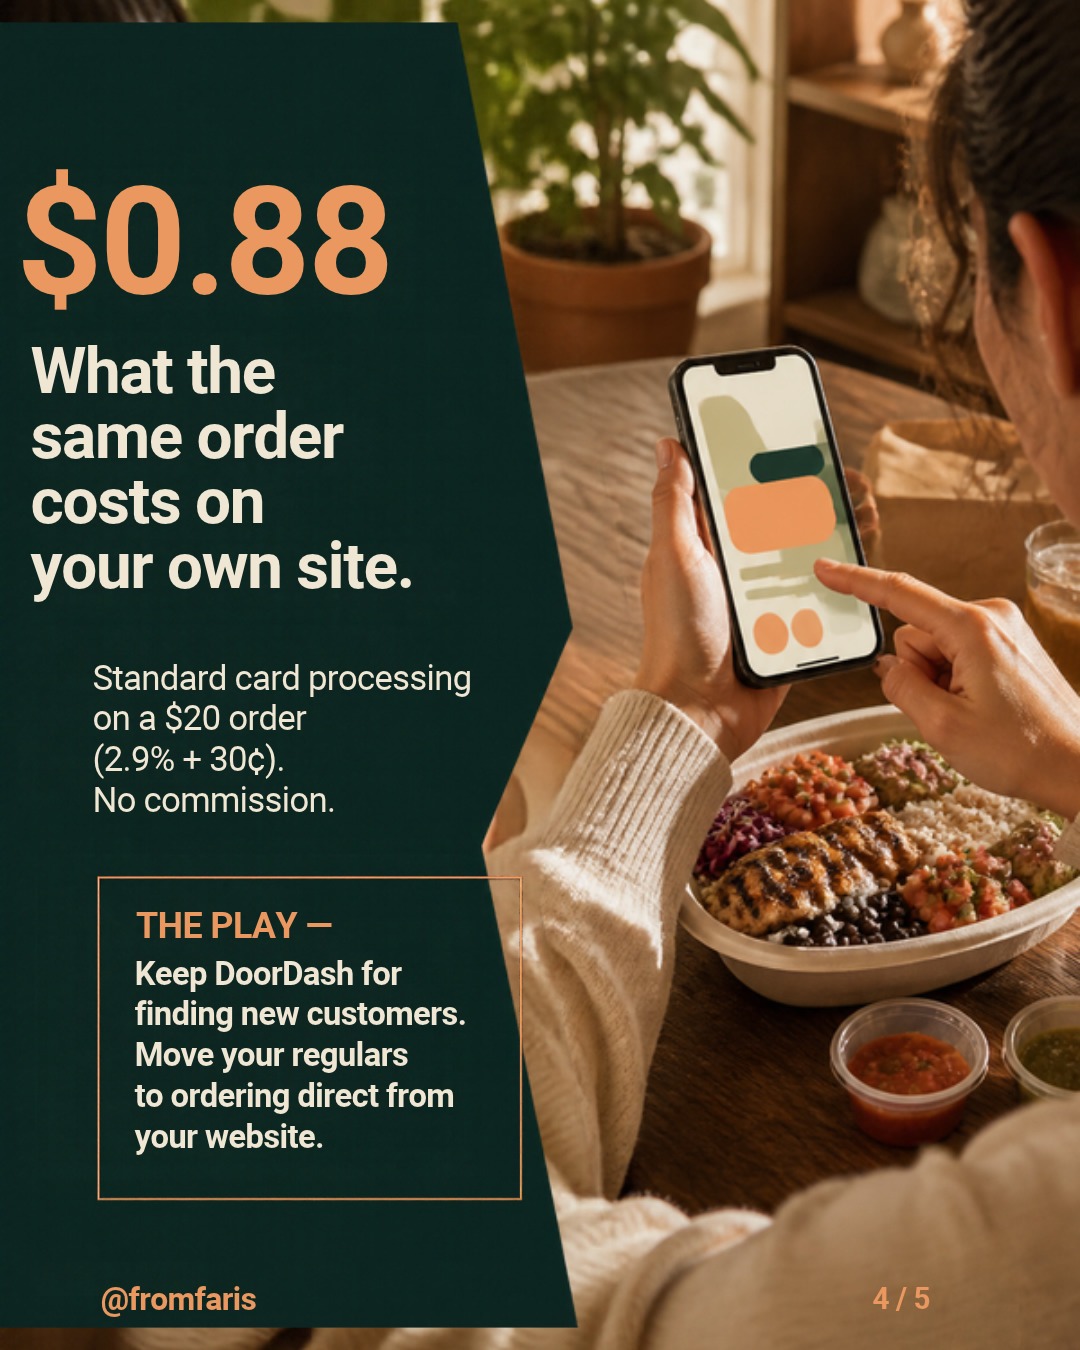 $0.88
What the
same order
costs on
your own site.
Standard card processing
on a $20 order
(2.9% + 30¢).
No commission.
THE PLAY —
Keep DoorDash for
finding new customers.
Move your regulars
to ordering direct from
your website.
@fromfaris
4 / 5